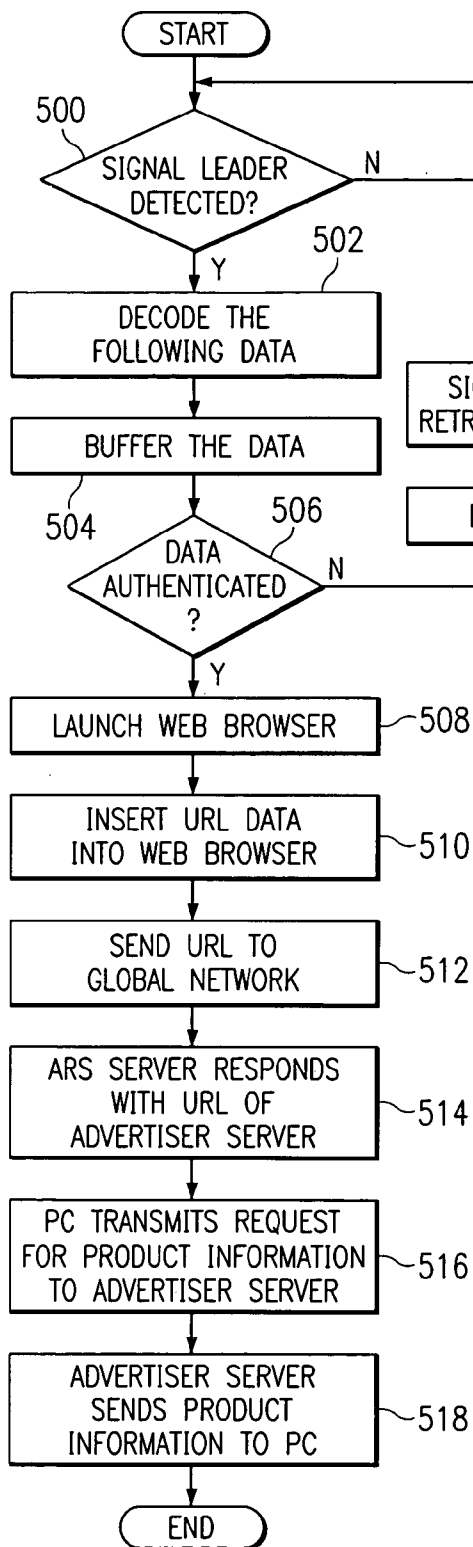 START
500
SIGNAL LEADER
DETECTED?
N
Y
502
DECODE THE
FOLLOWING DATA
BUFFER THE DATA
504
506
DATA
AUTHENTICATED
?
N
Y
LAUNCH WEB BROWSER
508
INSERT URL DATA
INTO WEB BROWSER
510
SEND URL TO
GLOBAL NETWORK
512
ARS SERVER RESPONDS
WITH URL OF
ADVERTISER SERVER
514
PC TRANSMITS REQUEST
FOR PRODUCT INFORMATION
TO ADVERTISER SERVER
516
ADVERTISER SERVER
SENDS PRODUCT
INFORMATION TO PC
518
END